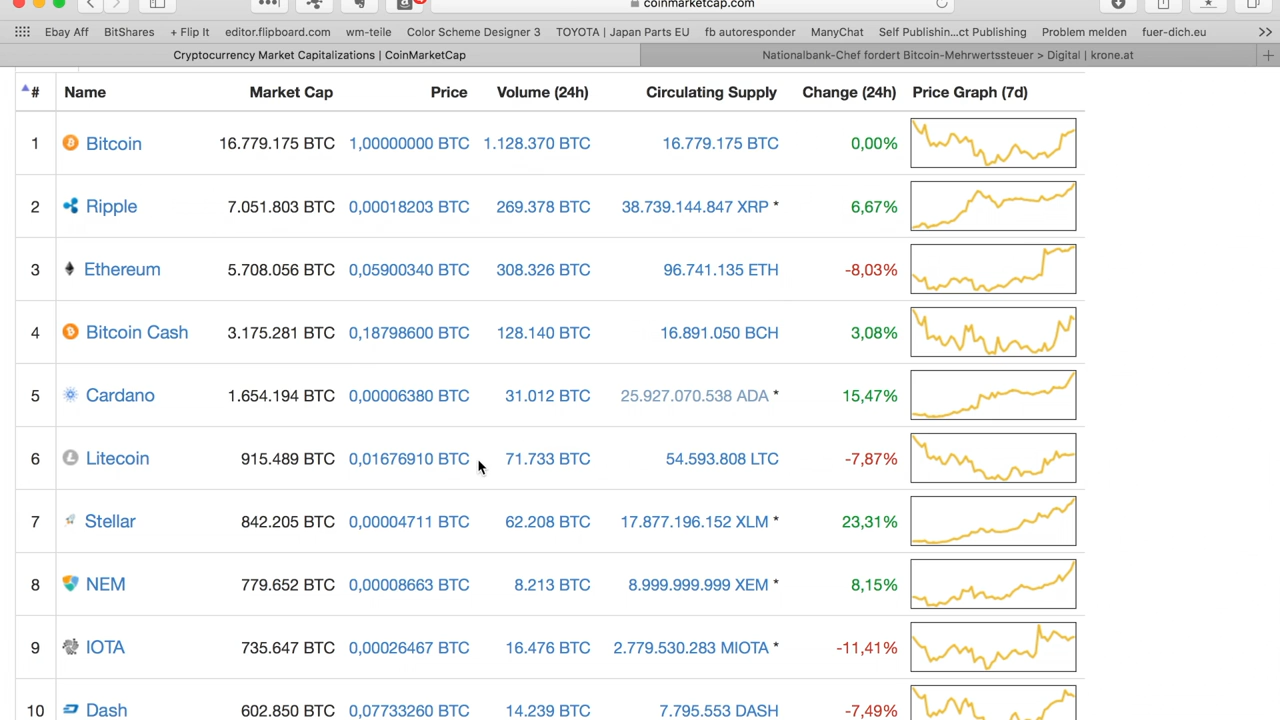 coinmarketcap.com
Ebay Aff BitShares + Flip It editor.flipboard.com wm-teile Color Scheme Designer 3 TOYOTA | Japan Parts EU fb autoresponder ManyChat Self Publishin...ct Publishing Problem melden fuer-dich.eu >>
Cryptocurrency Market Capitalizations | CoinMarketCap Nationalbank-Chef fordert Bitcoin-Mehrwertssteuer > Digital | krone.at +
# Name Market Cap Price Volume (24h) Circulating Supply Change (24h) Price Graph (7d)
1 Bitcoin 16.779.175 BTC 1,00000000 BTC 1.128.370 BTC 16.779.175 BTC 0,00%
2 Ripple 7.051.803 BTC 0,00018203 BTC 269.378 BTC 38.739.144.847 XRP * 6,67%
3 Ethereum 5.708.056 BTC 0,05900340 BTC 308.326 BTC 96.741.135 ETH -8,03%
4 Bitcoin Cash 3.175.281 BTC 0,18798600 BTC 128.140 BTC 16.891.050 BCH 3,08%
5 Cardano 1.654.194 BTC 0,00006380 BTC 31.012 BTC 25.927.070.538 ADA * 15,47%
6 Litecoin 915.489 BTC 0,01676910 BTC 71.733 BTC 54.593.808 LTC -7,87%
7 Stellar 842.205 BTC 0,00004711 BTC 62.208 BTC 17.877.196.152 XLM * 23,31%
8 NEM 779.652 BTC 0,00008663 BTC 8.213 BTC 8.999.999.999 XEM * 8,15%
9 IOTA 735.647 BTC 0,00026467 BTC 16.476 BTC 2.779.530.283 MIOTA * -11,41%
10 Dash 602.850 BTC 0,07733260 BTC 14.239 BTC 7.795.553 DASH -7,49%